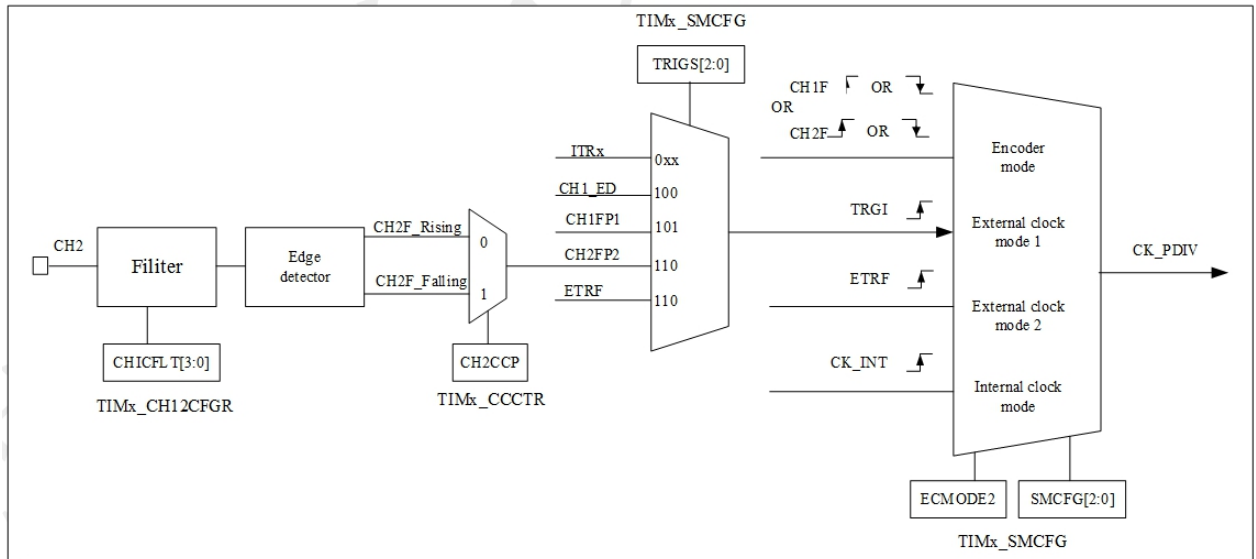 TIMx_SMCFG
TRIGS[2:0]
CH1F OR
OR
CH2F OR
ITRx
0xx
Encoder
mode
CH1_ED
100
TRGI
CH1FP1
101
External clock
mode 1
CH2
CH2F_Rising
0
Filiter
Edge
detector
CH2FP2
110
CK_PDIV
CH2F_Falling
1
ETRF
110
ETRF
External clock
mode 2
CHICFLT[3:0]
CH2CCP
CK_INT
Internal clock
mode
TIMx_CH12CFGR
TIMx_CCCTR
ECMODE2
SMCFG[2:0]
TIMx_SMCFG